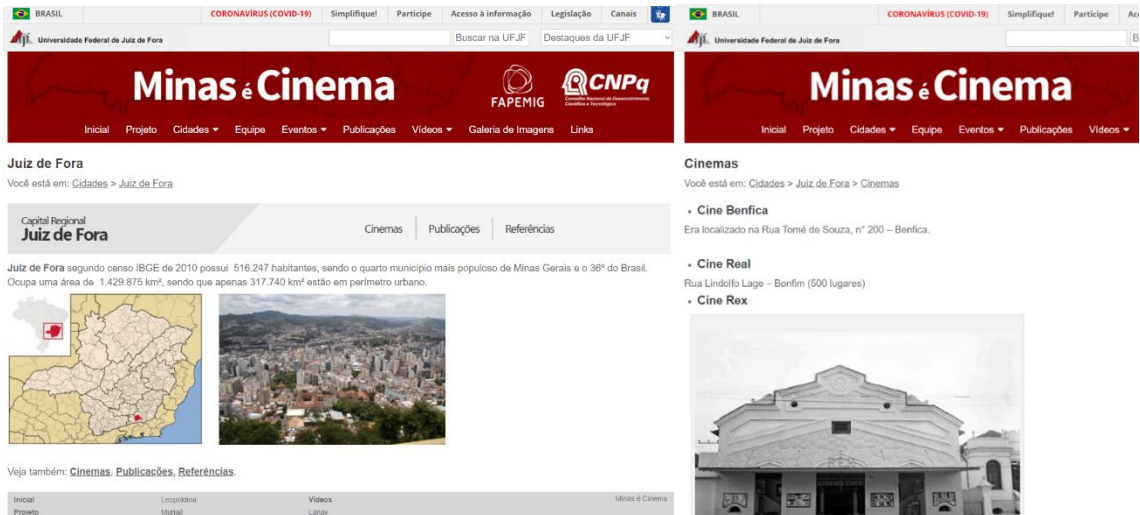 BRASIL CORONAVÍRUS (COVID-19) Simplifique! Participe Acesso à informação Legislação Canais
Universidade Federal de Juiz de Fora Buscar na UFJF Destaques da UFJF
Minas é Cinema
FAPEMIG
CNPq
Conselho Nacional de Desenvolvimento
Científico e Tecnológico
Inicial Projeto Cidades Equipe Eventos Publicações Vídeos Galeria de Imagens Links
Juiz de Fora
Você está em: Cidades > Juiz de Fora
Capital Regional
Juiz de Fora
Cinemas Publicações Referências
Juiz de Fora segundo censo IBGE de 2010 possui 516.247 habitantes, sendo o quarto município mais populoso de Minas Gerais e o 36º do Brasil.
Ocupa uma área de 1.429.875 km², sendo que apenas 317.740 km² estão em perímetro urbano.
Veja também: Cinemas, Publicações, Referências.
Inicial Leopoldina Vídeos Minas é Cinema
Projeto Muriaé Lanay
BRASIL CORONAVÍRUS (COVID-19) Simplifique! Participe
Universidade Federal de Juiz de Fora
Minas é Cinema
Inicial Projeto Cidades Equipe Eventos Publicações Vídeos
Cinemas
Você está em: Cidades > Juiz de Fora > Cinemas
• Cine Benfica
Era localizado na Rua Tomé de Souza, n° 200 – Benfica.
• Cine Real
Rua Lindolfo Lage – Bonfim (500 lugares)
• Cine Rex